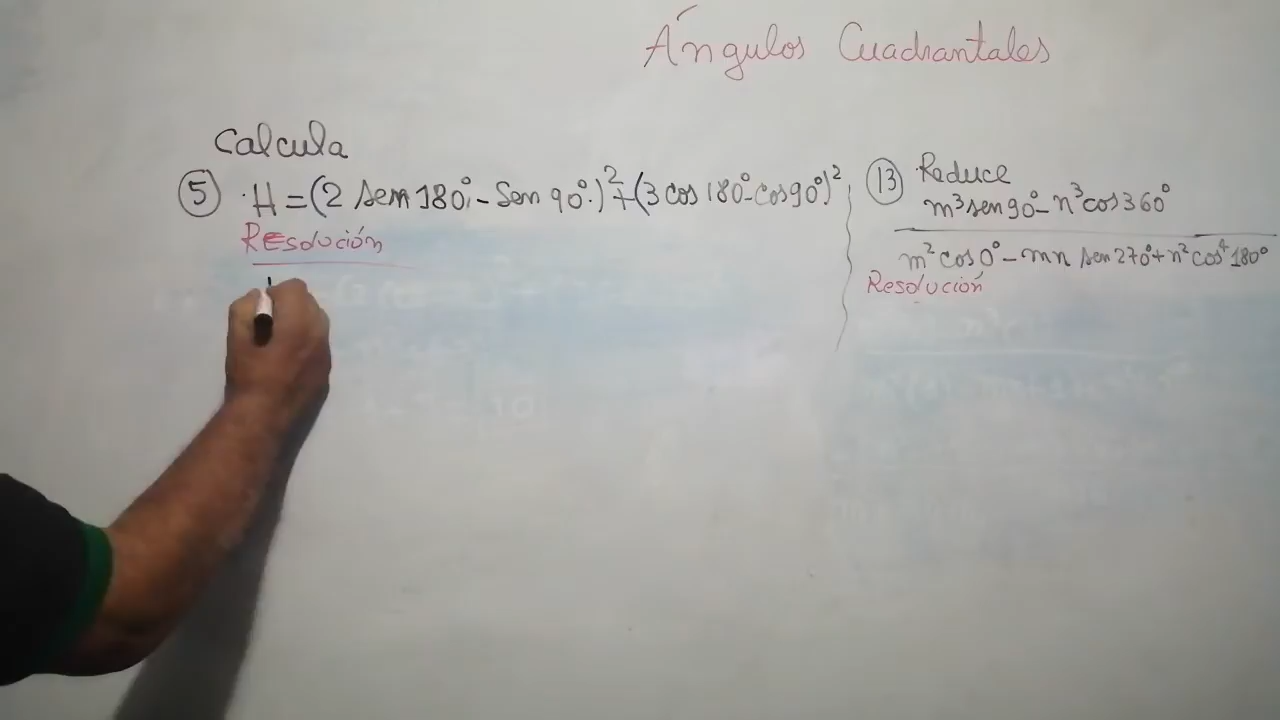 Ángulos Cuadrantales
Calcula
5 H = (2 sen 180° - Sen 90°)² + (3 cos 180° - cos 90°)²
Resolución
13 Reduce
m³ sen 90° - n³ cos 360°
m² cos 0° - mn sen 270° + n² cos⁴ 180°
Resolución